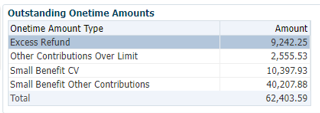 Outstanding Onetime Amounts
Onetime Amount Type Amount
Excess Refund 9,242.25
Other Contributions Over Limit 2,555.53
Small Benefit CV 10,397.93
Small Benefit Other Contributions 40,207.88
Total 62,403.59